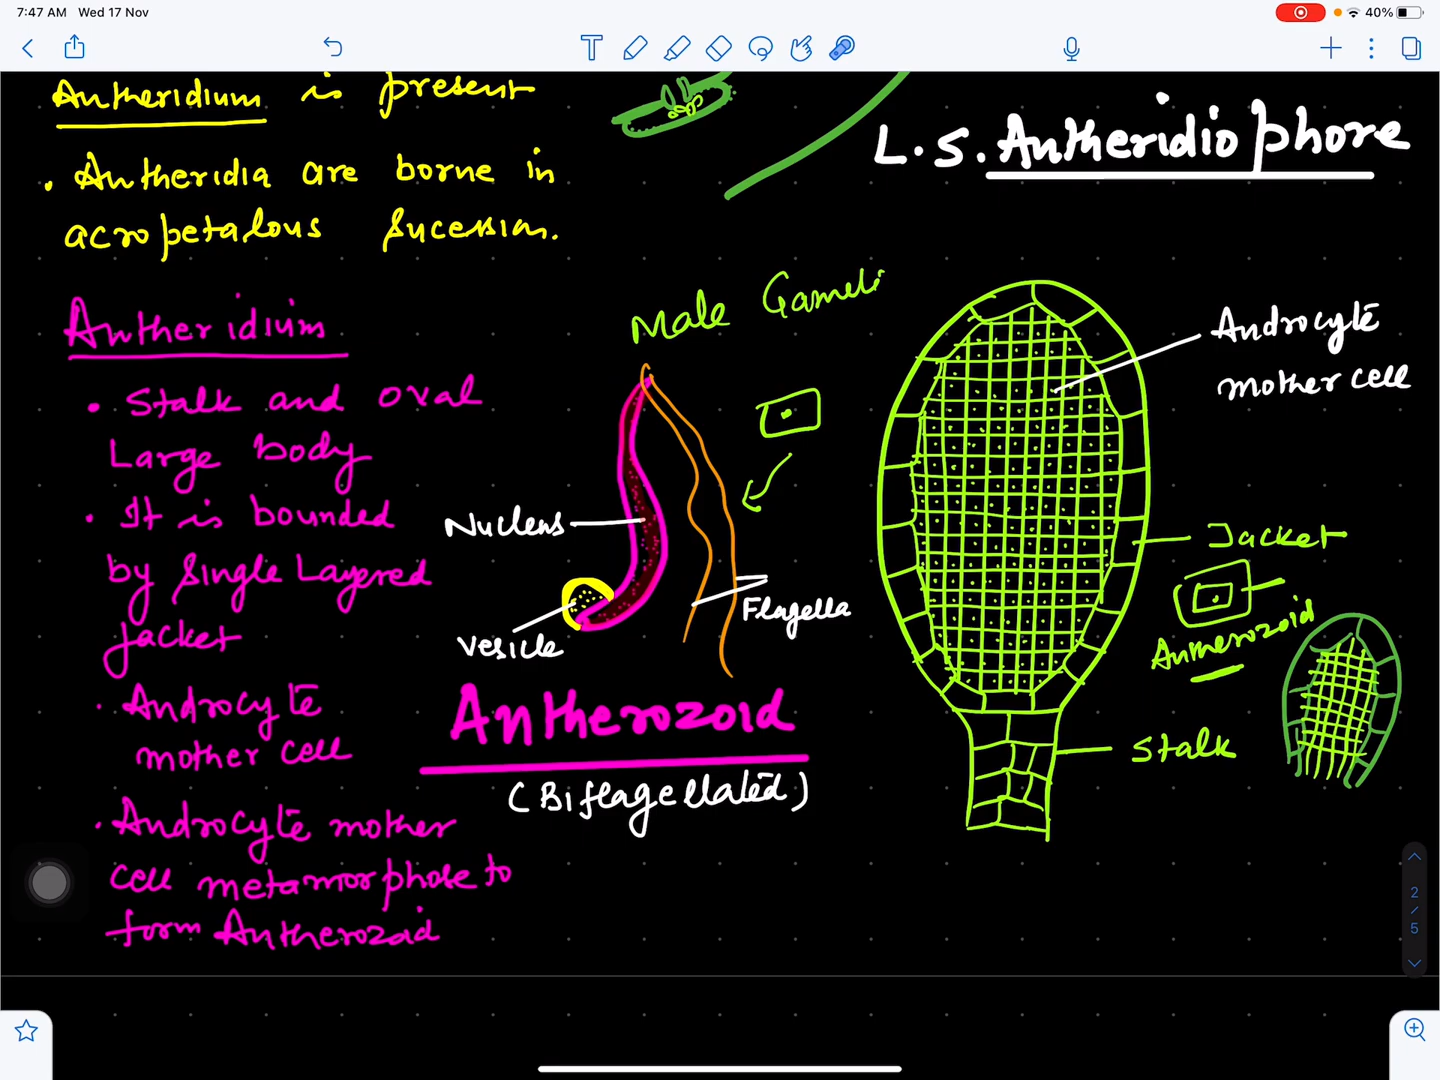 7:47 AM Wed 17 Nov
40%
Antheridium is present
. Antheridia are borne in
acropetalous Sucession.
L.S. Antheridiophore
Antheridium
• Stalk and oval
Large body
• It is bounded
by Single Layered
Jacket
• Androcyte
mother cell
• Androcyte mother
cell metamorphose to
form Antherozoid
Male Gamete
Nucleus
Vesicle
Flagella
Antherozoid
(Biflagellated)
Androcyte
mother cell
Jacket
Antherozoid
Stalk
2
/
5